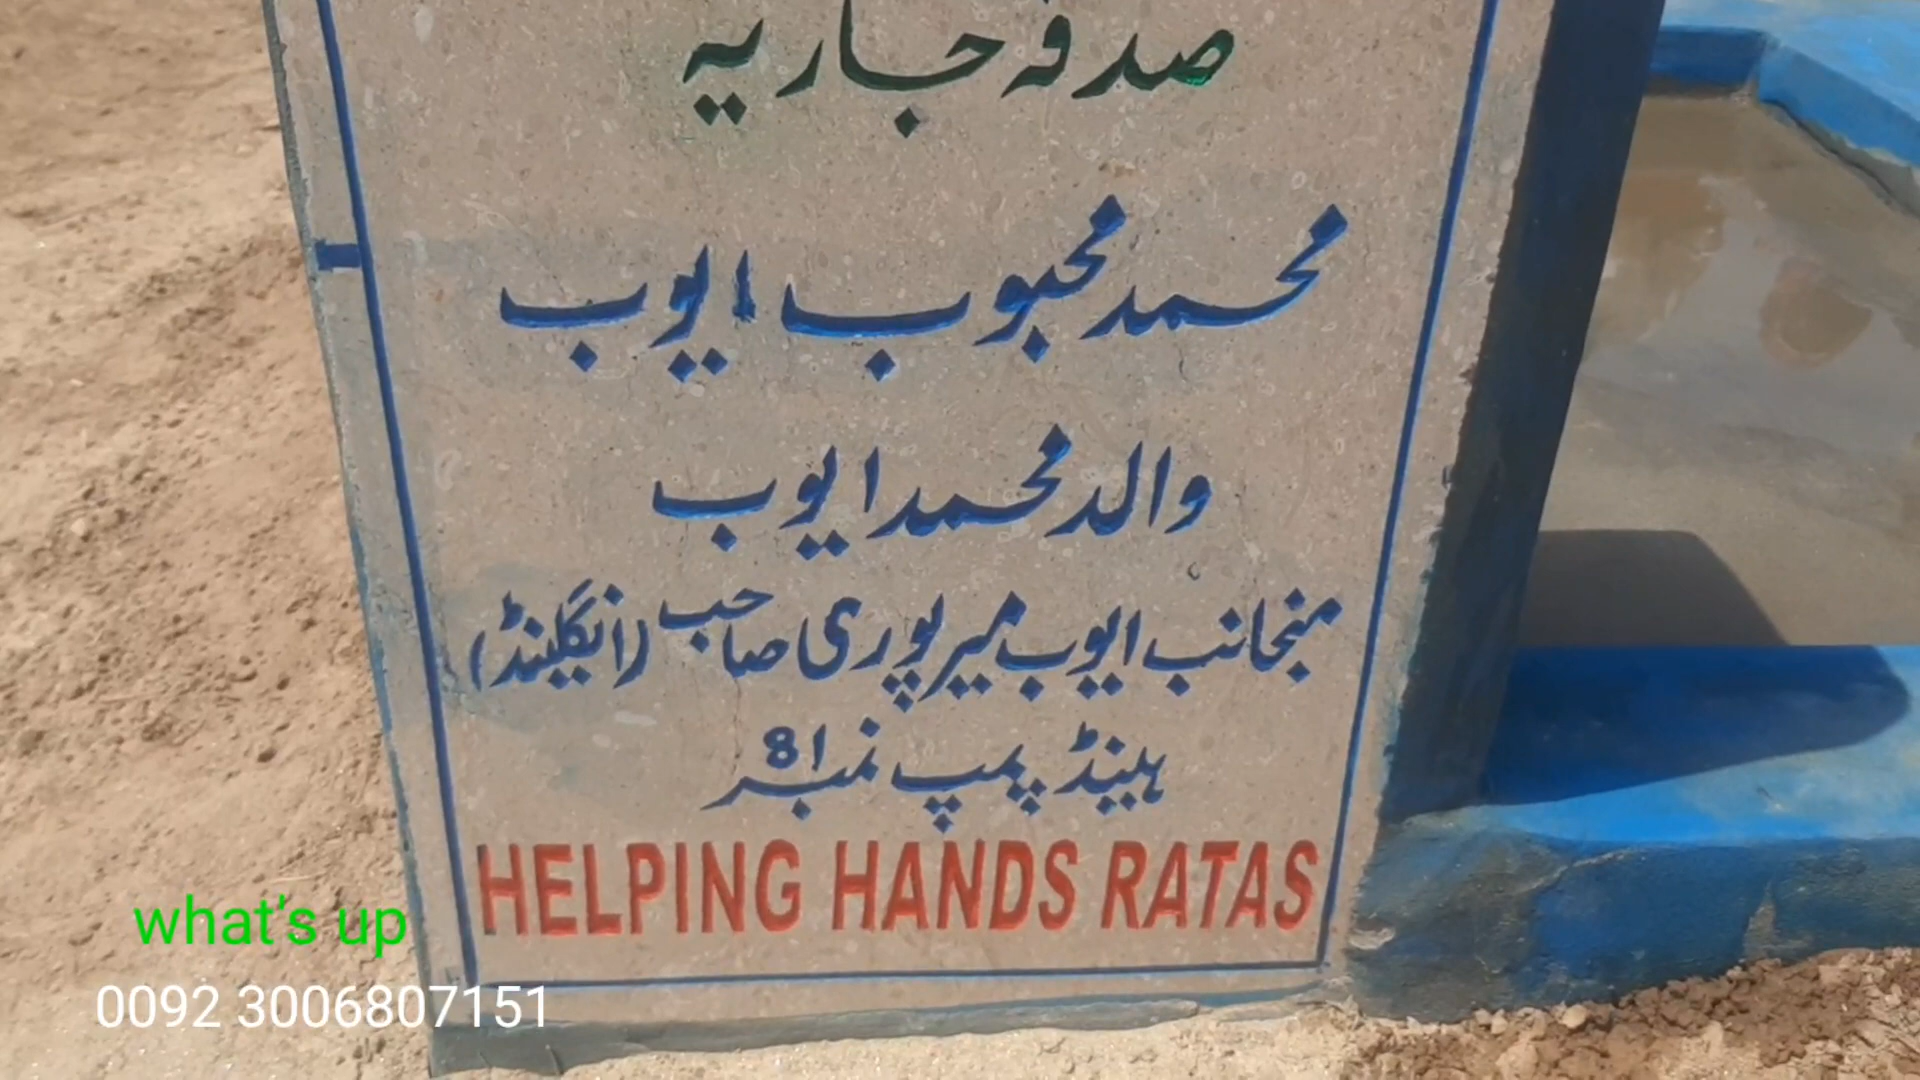 صدقہ جاریہ
محمد محبوب ایوب
والد محمد ایوب
منجانب ایوب میرپوری صاحب (انگلینڈ)
ہینڈ پمپ نمبر 81
HELPING HANDS RATAS
what's up
0092 3006807151